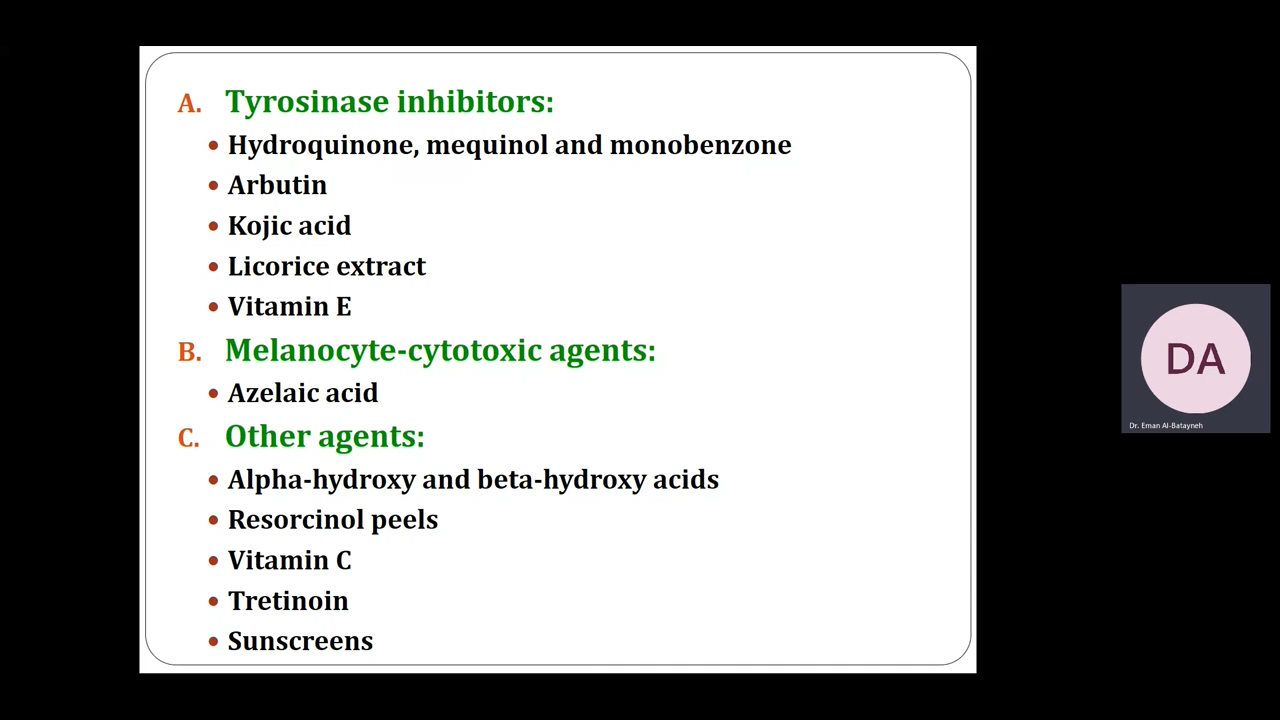 A. Tyrosinase inhibitors:
• Hydroquinone, mequinol and monobenzone
• Arbutin
• Kojic acid
• Licorice extract
• Vitamin E
B. Melanocyte-cytotoxic agents:
• Azelaic acid
C. Other agents:
• Alpha-hydroxy and beta-hydroxy acids
• Resorcinol peels
• Vitamin C
• Tretinoin
• Sunscreens
DA
Dr. Eman Al-Batayneh